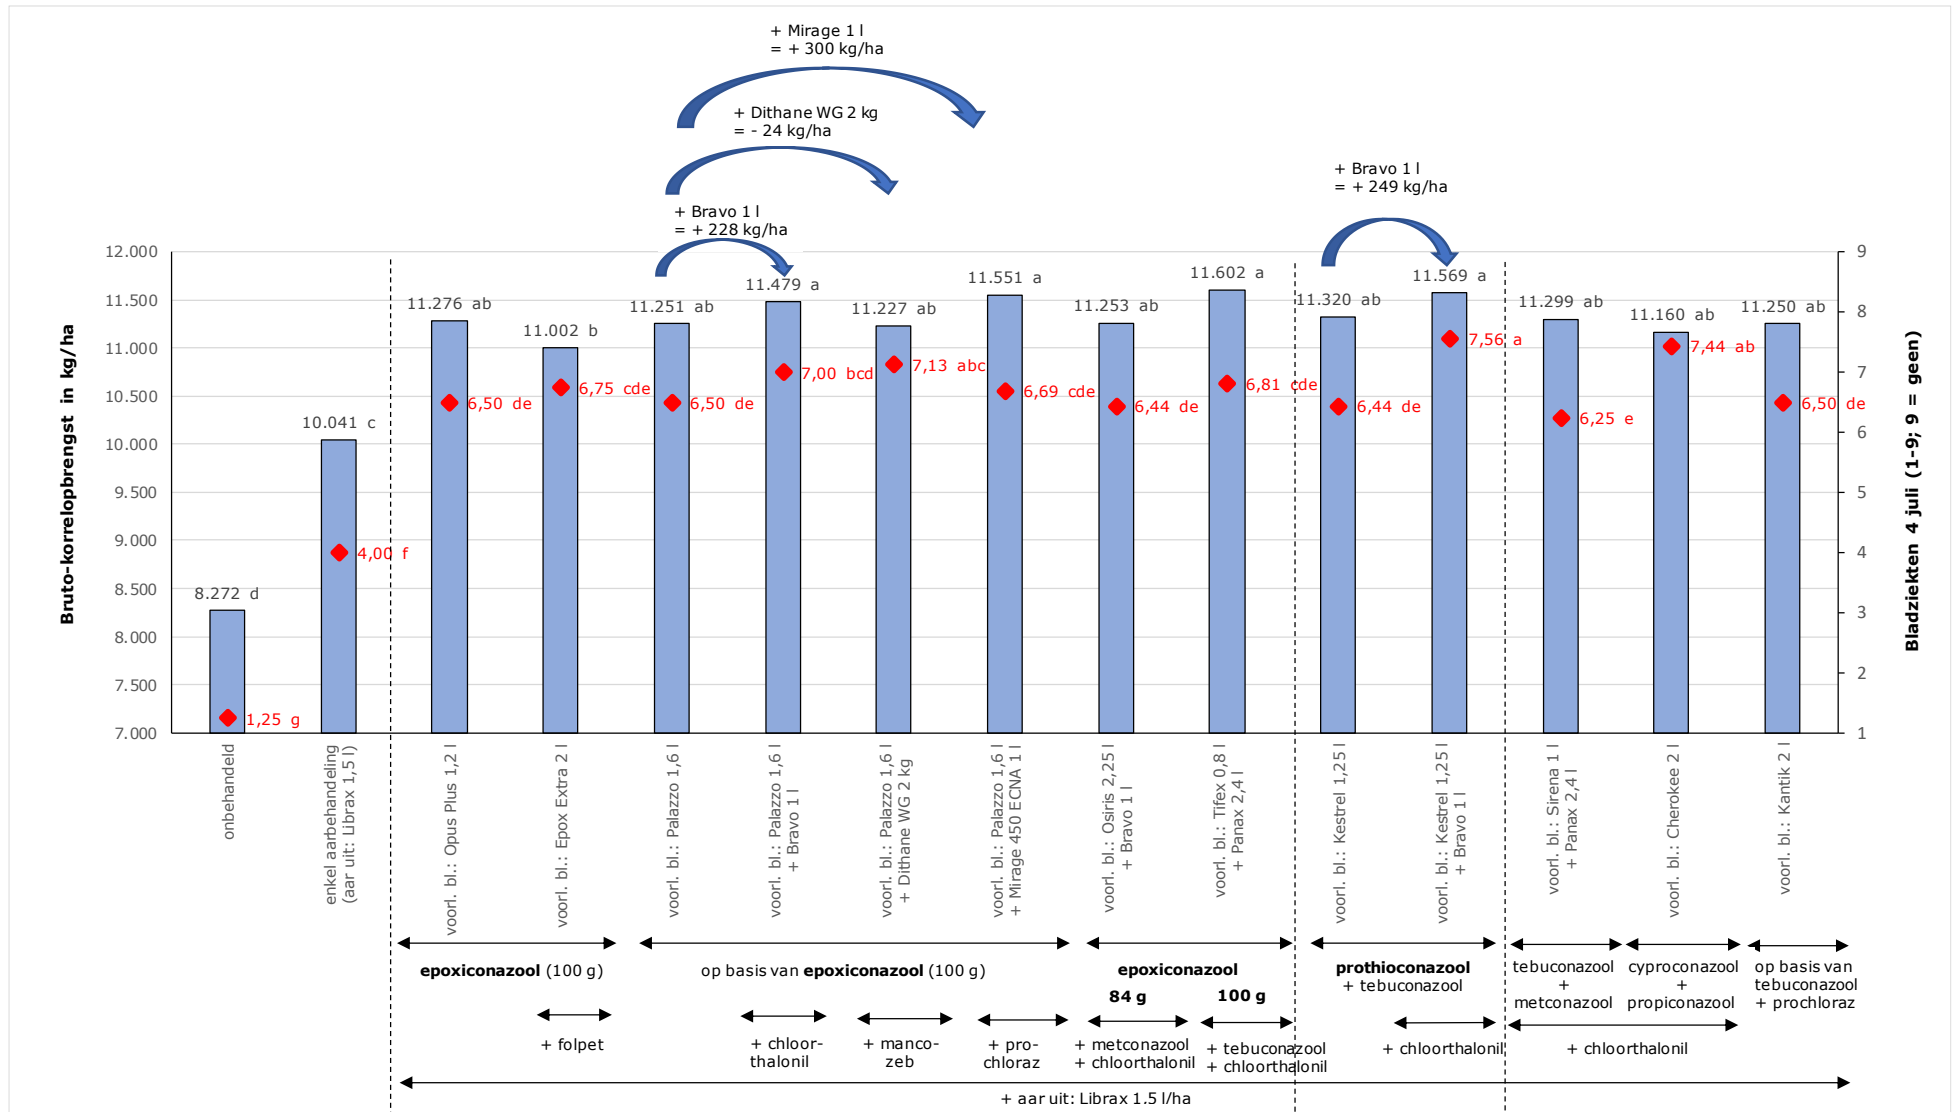 + Mirage 1 l
= + 300 kg/ha
+ Dithane WG 2 kg
= - 24 kg/ha
+ Bravo 1 l
= + 228 kg/ha
+ Bravo 1 l
= + 249 kg/ha
Bruto-korrelopbrengst in kg/ha
12.000
11.500
11.000
10.500
10.000
9.500
9.000
8.500
8.000
7.500
7.000
8.272 d
10.041 c
11.276 ab
11.002 b
11.251 ab
11.479 a
11.227 ab
11.551 a
11.253 ab
11.602 a
11.320 ab
11.569 a
11.299 ab
11.160 ab
11.250 ab
1,25 g
4,00 f
6,50 de
6,75 cde
6,50 de
7,00 bcd
7,13 abc
6,69 cde
6,44 de
6,81 cde
6,44 de
7,56 a
6,25 e
7,44 ab
6,50 de
9
8
7
6
5
4
3
2
1
Bladziekten 4 juli (1-9; 9 = geen)
onbehandeld
enkel aarbehandeling
(aar uit: Librax 1,5 l)
voorl. bl.: Opus Plus 1,2 l
voorl. bl.: Epox Extra 2 l
voorl. bl.: Palazzo 1,6 l
voorl. bl.: Palazzo 1,6 l
+ Bravo 1 l
voorl. bl.: Palazzo 1,6 l
+ Dithane WG 2 kg
voorl. bl.: Palazzo 1,6 l
+ Mirage 450 ECNA 1 l
voorl. bl.: Osiris 2,25 l
+ Bravo 1 l
voorl. bl.: Tifex 0,8 l
+ Panax 2,4 l
voorl. bl.: Kestrel 1,25 l
voorl. bl.: Kestrel 1,25 l
+ Bravo 1 l
voorl. bl.: Sirena 1 l
+ Panax 2,4 l
voorl. bl.: Cherokee 2 l
voorl. bl.: Kantik 2 l
epoxiconazool (100 g)
op basis van epoxiconazool (100 g)
epoxiconazool
84 g
100 g
prothioconazool
+ tebuconazool
tebuconazool
+
metconazool
cyproconazool
+
propiconazool
op basis van
tebuconazool
+ prochloraz
+ folpet
+ chloor-
thalonil
+ manco-
zeb
+ pro-
chloraz
+ metconazool
+ chloorthalonil
+ tebuconazool
+ chloorthalonil
+ chloorthalonil
+ chloorthalonil
+ aar uit: Librax 1.5 l/ha